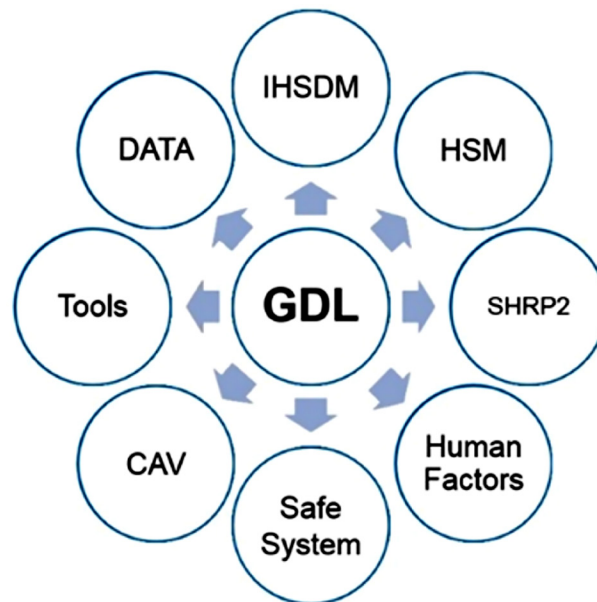 IHSDM
DATA
HSM
Tools
GDL
SHRP2
CAV
Human
Factors
Safe
System